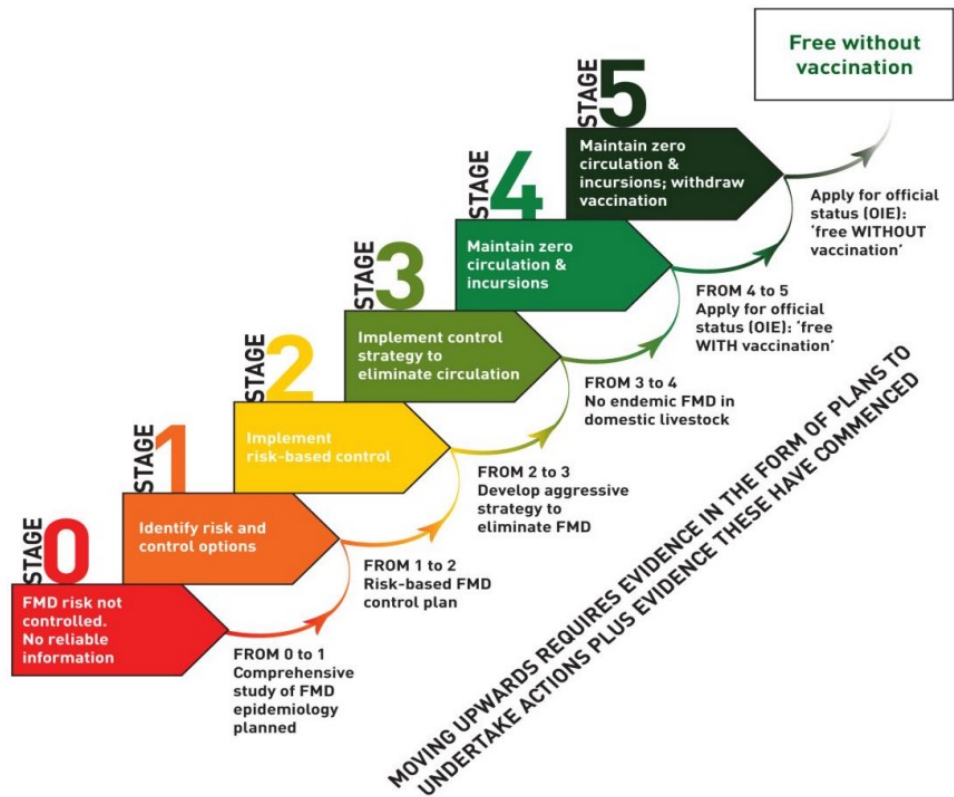 Free without
vaccination
STAGE 5
Maintain zero
circulation &
incursions; withdraw
vaccination
Apply for official
status (OIE):
‘free WITHOUT
vaccination’
STAGE 4
Maintain zero
circulation &
incursions
FROM 4 to 5
Apply for official
status (OIE): ‘free
WITH vaccination’
STAGE 3
Implement control
strategy to
eliminate circulation
FROM 3 to 4
No endemic FMD in
domestic livestock
STAGE 2
Implement
risk-based control
FROM 2 to 3
Develop aggressive
strategy to
eliminate FMD
STAGE 1
Identify risk and
control options
FROM 1 to 2
Risk-based FMD
control plan
STAGE 0
FMD risk not
controlled.
No reliable
information
FROM 0 to 1
Comprehensive
study of FMD
epidemiology
planned
MOVING UPWARDS REQUIRES EVIDENCE IN THE FORM OF PLANS TO
UNDERTAKE ACTIONS PLUS EVIDENCE THESE HAVE COMMENCED